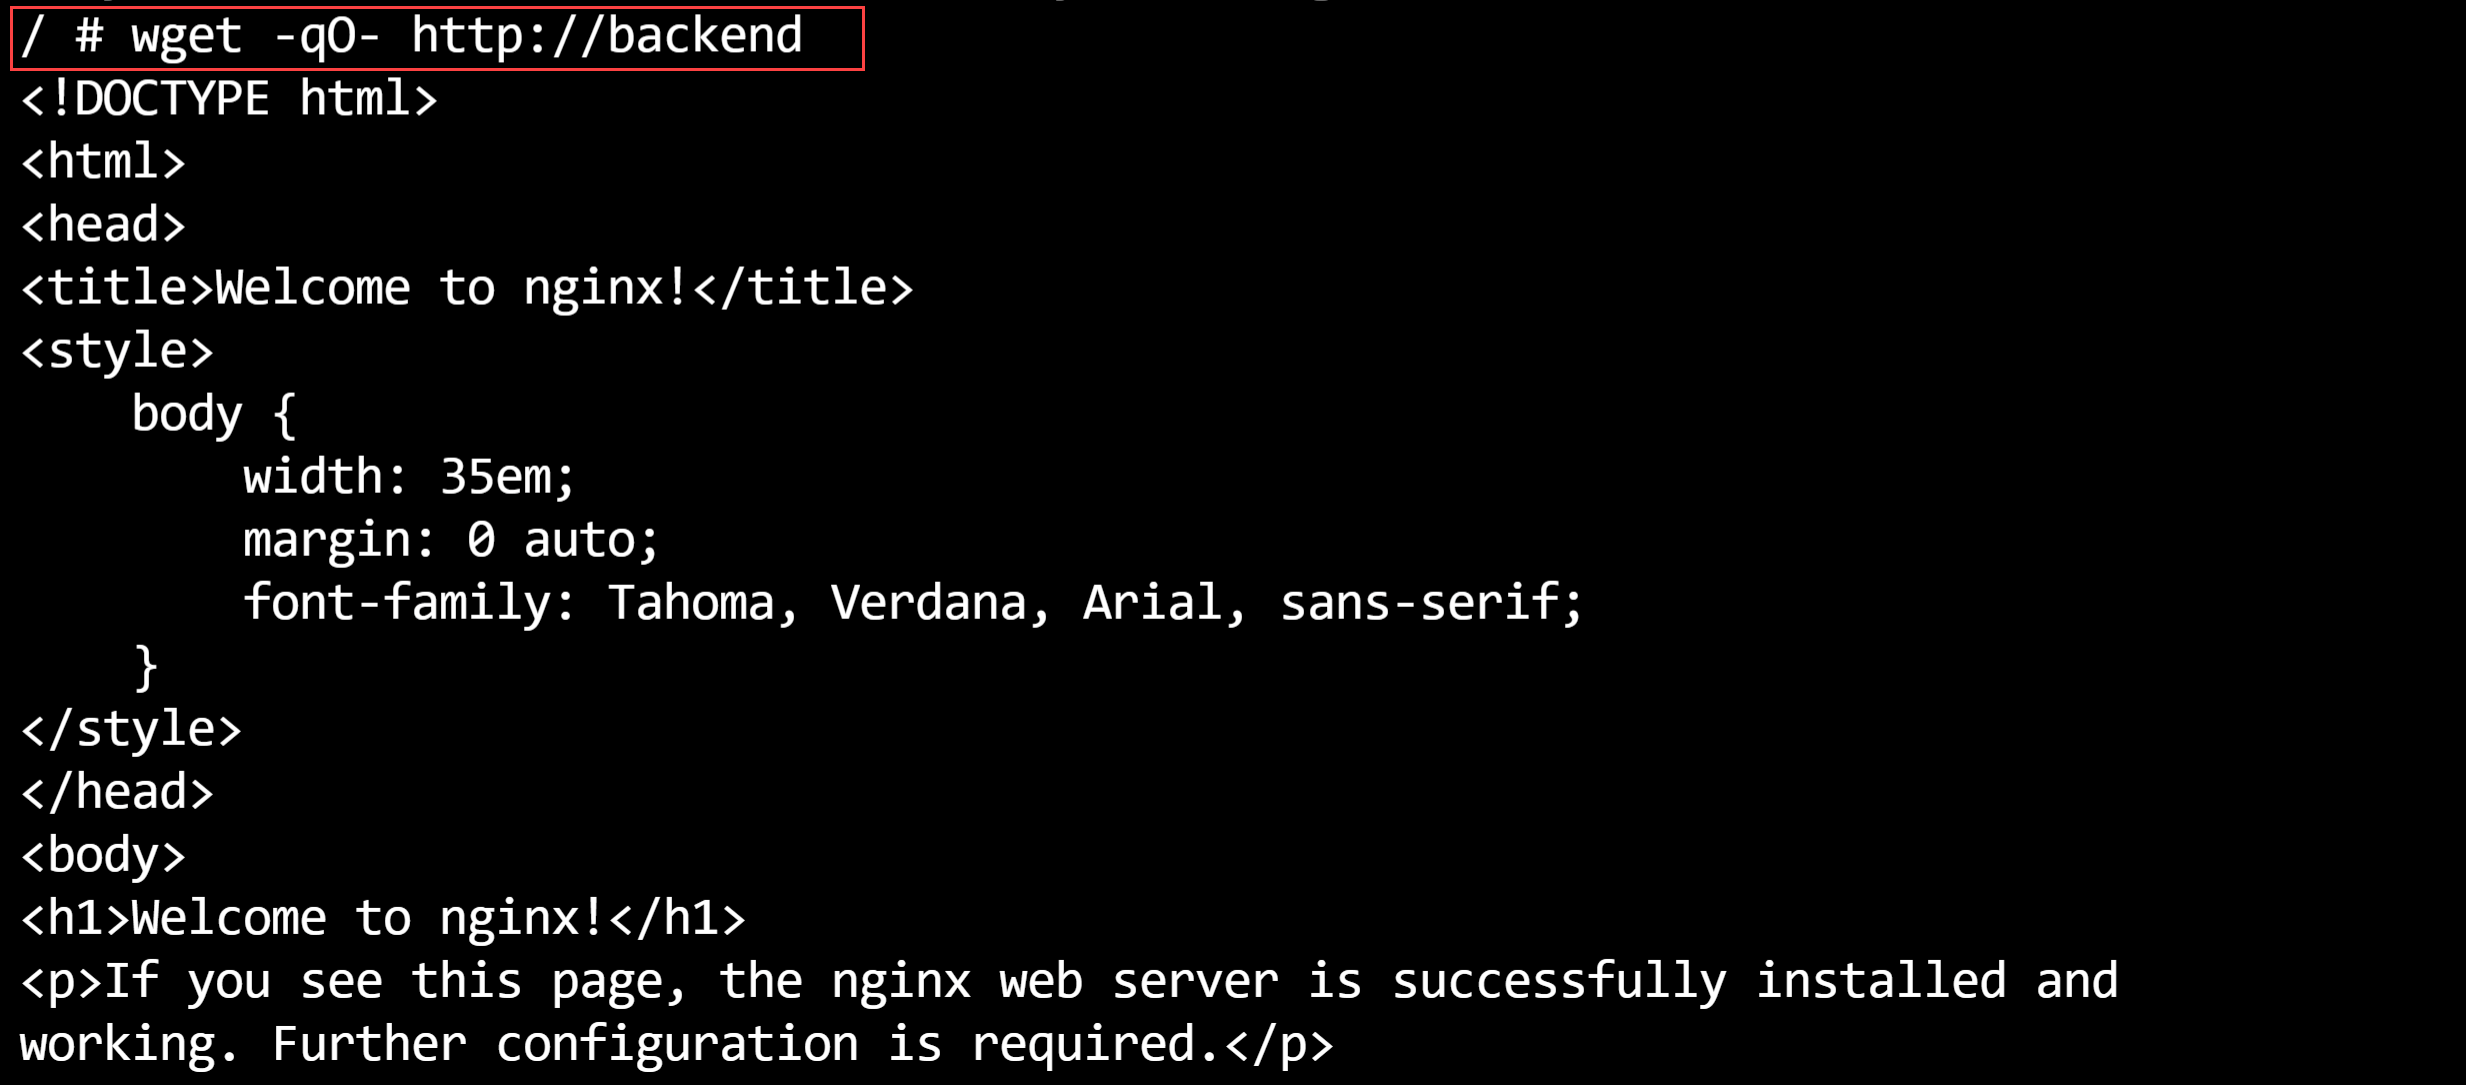 / # wget -qO- http://backend
<!DOCTYPE html>
<html>
<head>
<title>Welcome to nginx!</title>
<style>
    body {
        width: 35em;
        margin: 0 auto;
        font-family: Tahoma, Verdana, Arial, sans-serif;
    }
</style>
</head>
<body>
<h1>Welcome to nginx!</h1>
<p>If you see this page, the nginx web server is successfully installed and
working. Further configuration is required.</p>